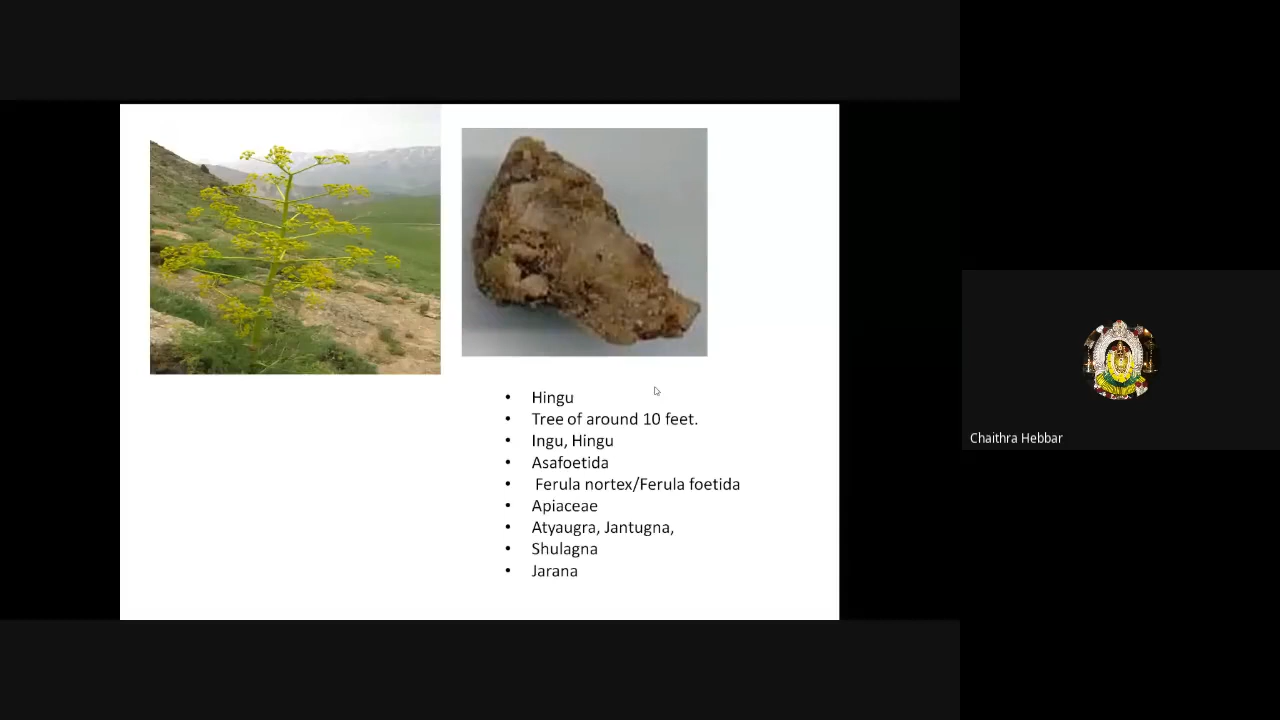 • Hingu
• Tree of around 10 feet.
• Ingu, Hingu
• Asafoetida
• Ferula nortex/Ferula foetida
• Apiaceae
• Atyaugra, Jantugna,
• Shulagna
• Jarana
Chaithra Hebbar